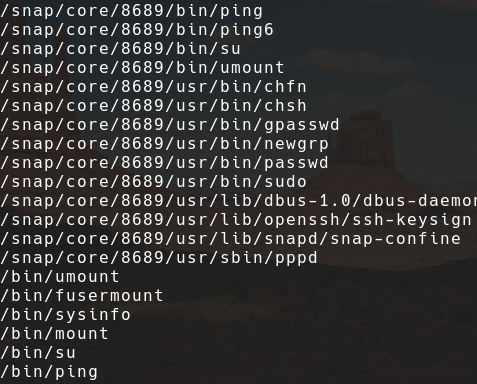 /snap/core/8689/bin/ping
/snap/core/8689/bin/ping6
/snap/core/8689/bin/su
/snap/core/8689/bin/umount
/snap/core/8689/usr/bin/chfn
/snap/core/8689/usr/bin/chsh
/snap/core/8689/usr/bin/gpasswd
/snap/core/8689/usr/bin/newgrp
/snap/core/8689/usr/bin/passwd
/snap/core/8689/usr/bin/sudo
/snap/core/8689/usr/lib/dbus-1.0/dbus-daemon
/snap/core/8689/usr/lib/openssh/ssh-keysign
/snap/core/8689/usr/lib/snapd/snap-confine
/snap/core/8689/usr/sbin/pppd
/bin/umount
/bin/fusermount
/bin/sysinfo
/bin/mount
/bin/su
/bin/ping